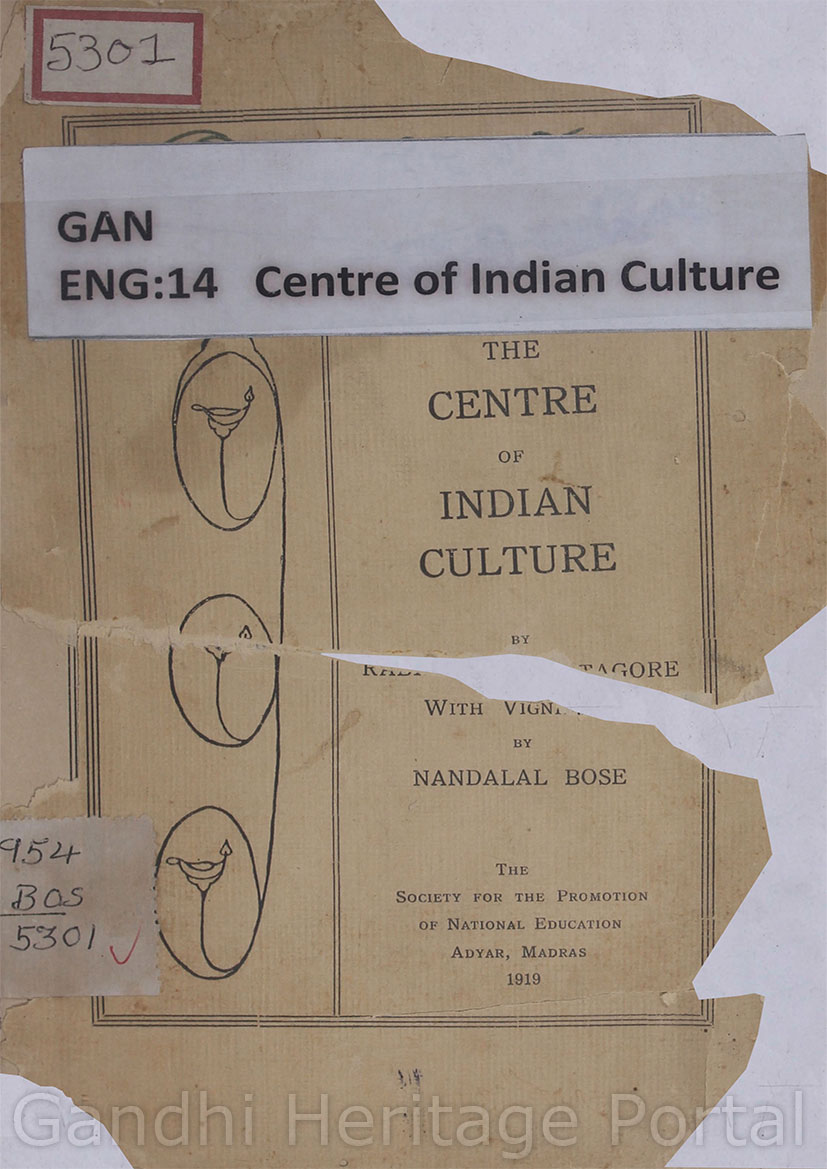 5301
GAN
ENG:14 Centre of Indian Culture
THE
CENTRE
OF
INDIAN
CULTURE
BY
TAGORE
WITH
BY
NANDALAL BOSE
THE
SOCIETY FOR THE PROMOTION
OF NATIONAL EDUCATION
ADYAR, MADRAS
1919
954
BOS
5301
Gandhi Heritage Portal